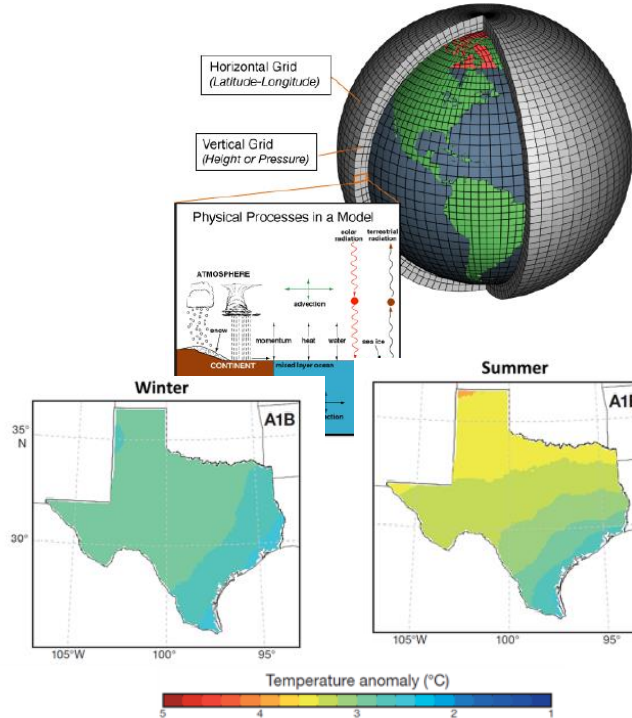 Horizontal Grid
(Latitude-Longitude)
Vertical Grid
(Height or Pressure)
Physical Processes in a Model
solar
radiation
terrestrial
radiation
ATMOSPHERE
advection
snow
momentum
heat
water
sea ice
CONTINENT
mixed layer ocean
Winter
A1B
35°
N
30°
105°W
100°
95°
Summer
105°W
100°
95°
Temperature anomaly (°C)
5
4
3
2
1